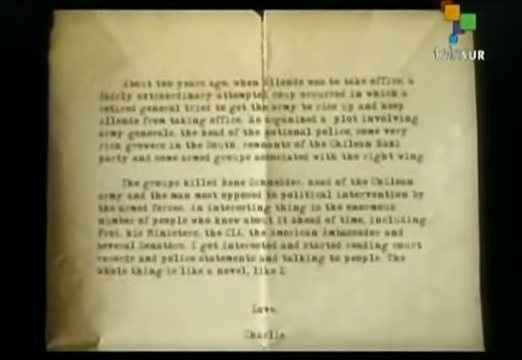 teleSUR
About ten years ago, when Allende was to take office, a
fairly extraordinary attempted coup occurred in which a
retired general tried to get the army to rise up and keep
Allende from taking office. He organized a plot involving
army generals, the head of the national police, some very
rich growers in the South, remnants of the Chilean Nazi
party and some armed groups associated with the right wing
The groups killed Rene Schneider, head of the Chilean
army and the man most opposed to political intervention by
the armed forces. An interesting thing is the enormous
number of people who knew about it ahead of time, including
Frei, his Ministers, the CIA, the American Ambassador and
several Senators. I got interested and started reading court
records and police statements and talking to people. The
whole thing is like a novel, like Z
Love
Charlie